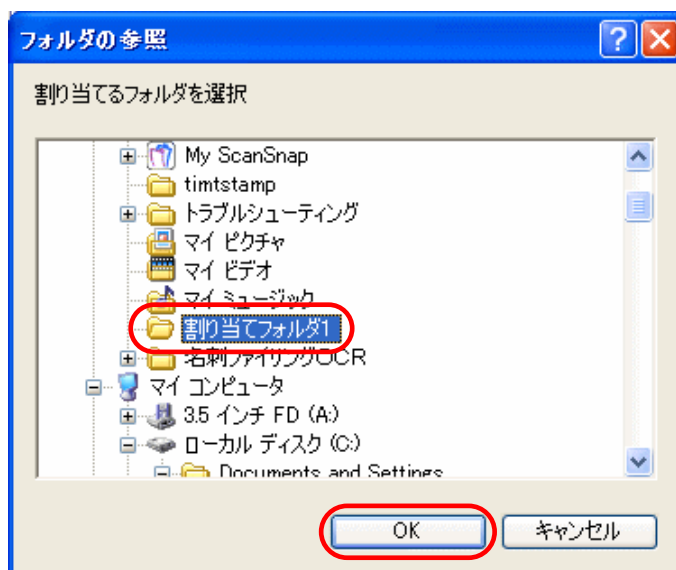 フォルダの参照
割り当てるフォルダを選択
My ScanSnap
timtstamp
トラブルシューティング
マイ ピクチャ
マイ ビデオ
マイ ミュージック
割り当てフォルダ1
名刺ファイリングOCR
マイ コンピュータ
3.5 インチ FD (A:)
ローカル ディスク (C:)
Documents and Settings
OK キャンセル